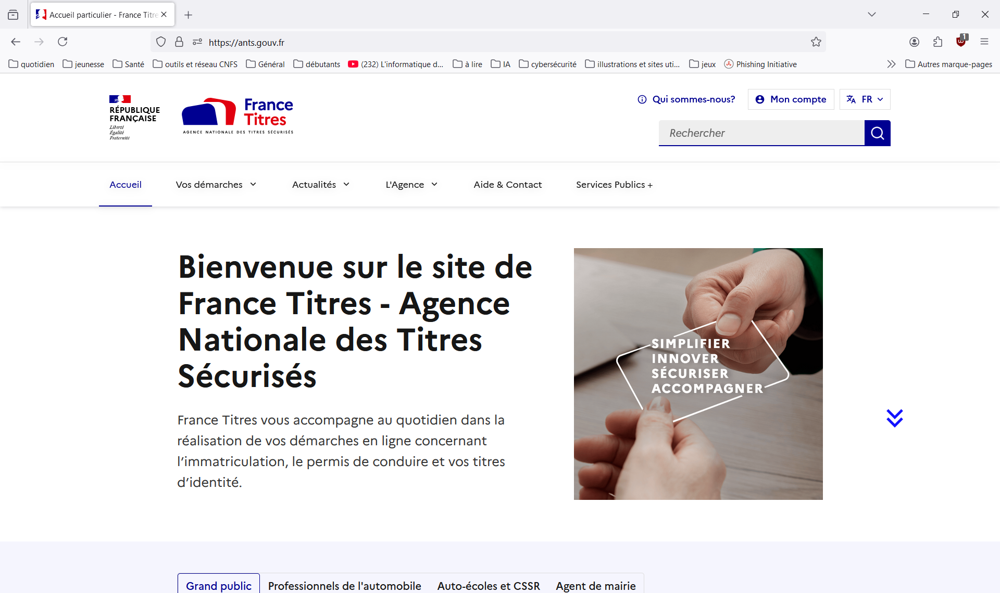 Accueil particulier - France Titre
https://ants.gouv.fr
1
quotidien
jeunesse
Santé
outils et réseau CNFS
Général
débutants
(232) L'informatique d...
à lire
IA
cybersécurité
illustrations et sites uti...
jeux
Phishing Initiative
Autres marque-pages
RÉPUBLIQUE
FRANÇAISE
Liberté
Égalité
Fraternité
France
Titres
AGENCE NATIONALE DES TITRES SÉCURISÉS
Qui sommes-nous?
Mon compte
FR
Rechercher
Accueil
Vos démarches
Actualités
L'Agence
Aide & Contact
Services Publics +
Bienvenue sur le site de
France Titres - Agence
Nationale des Titres
Sécurisés
France Titres vous accompagne au quotidien dans la
réalisation de vos démarches en ligne concernant
l’immatriculation, le permis de conduire et vos titres
d’identité.
SIMPLIFIER
INNOVER
SÉCURISER
ACCOMPAGNER
Grand public
Professionnels de l'automobile
Auto-écoles et CSSR
Agent de mairie